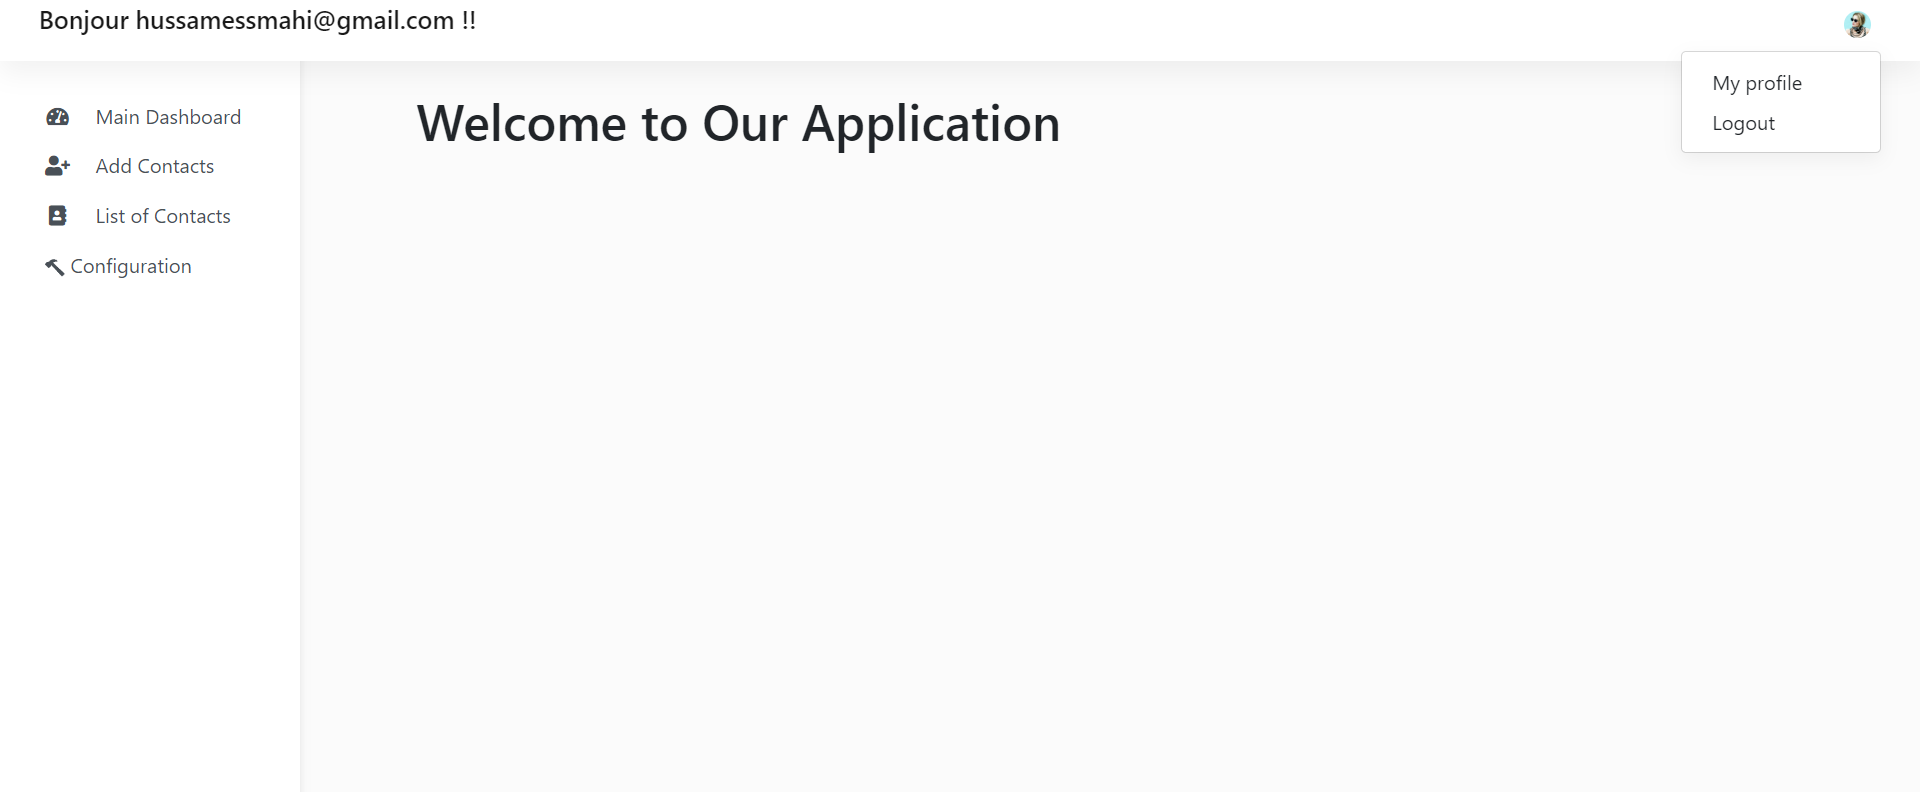 Bonjour hussamessmahi@gmail.com !!
My profile
Logout
Main Dashboard
Add Contacts
List of Contacts
Configuration
Welcome to Our Application